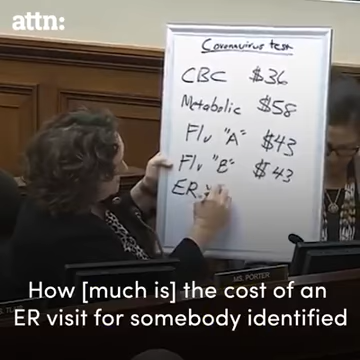 attn:
Coronavirus test
CBC $36
Metabolic $58
Flu "A" $43
Flu "B" $43
ER
MS. PORTER
How [much is] the cost of an
ER visit for somebody identified